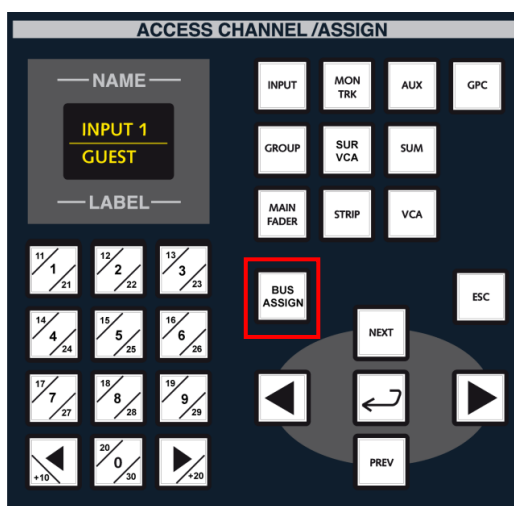 ACCESS CHANNEL /ASSIGN
NAME
INPUT 1
GUEST
LABEL
INPUT
MON
TRK
AUX
GPC
GROUP
SUR
VCA
SUM
MAIN
FADER
STRIP
VCA
BUS
ASSIGN
ESC
11 1 21
12 2 22
13 3 23
14 4 24
15 5 25
16 6 26
17 7 27
18 8 28
19 9 29
+10
20 0 30
+20
NEXT
PREV